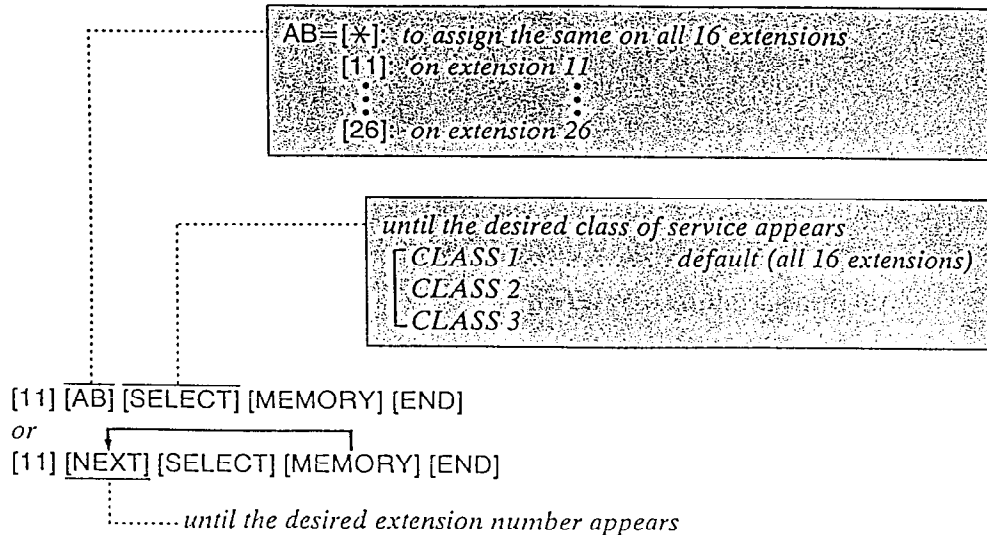 AB=[*]: to assign the same on all 16 extensions
[11]: on extension 11
[26]: on extension 26
until the desired class of service appears
CLASS 1 default (all 16 extensions)
CLASS 2
CLASS 3
[11] [AB] [SELECT] [MEMORY] [END]
or
[11] [NEXT] [SELECT] [MEMORY] [END]
until the desired extension number appears